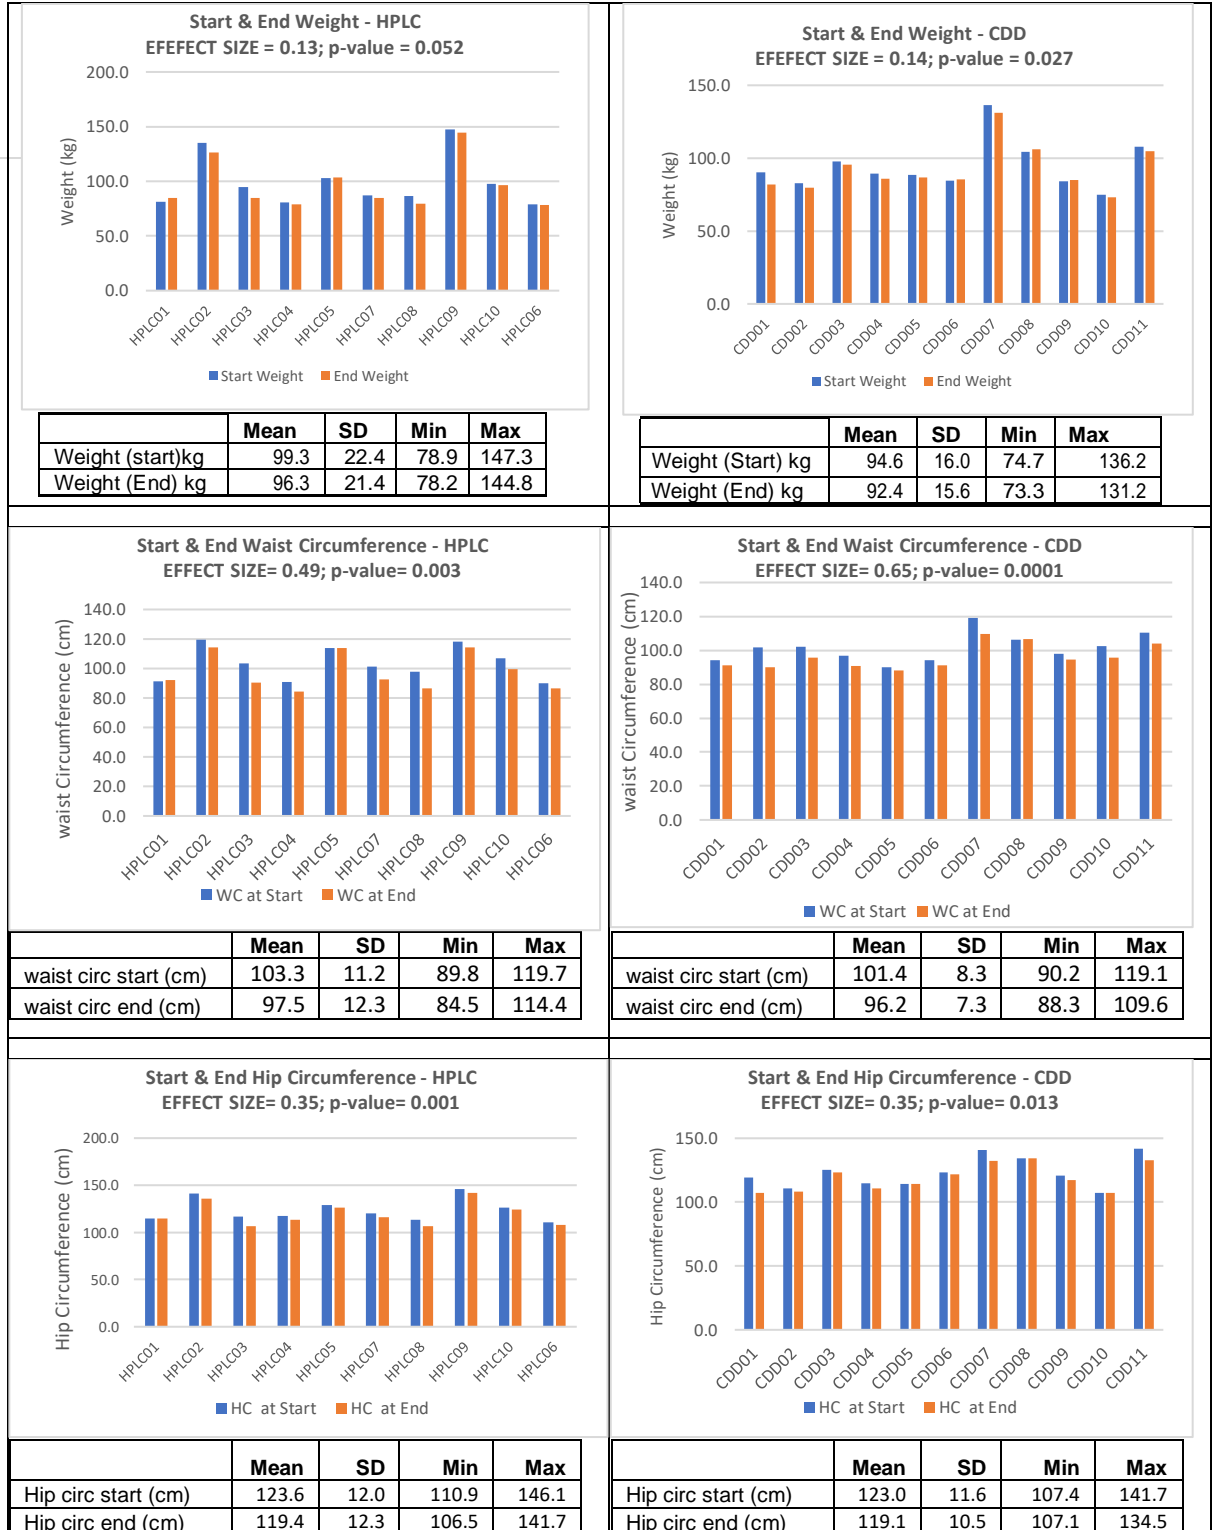 Start & End Weight - HPLC
EFEFECT SIZE = 0.13; p-value = 0.052
Weight (kg)
200.0
150.0
100.0
50.0
0.0
HPLC01 HPLC02 HPLC03 HPLC04 HPLC05 HPLC07 HPLC08 HPLC09 HPLC10 HPLC06
Start Weight End Weight
Mean SD Min Max
Weight (start)kg 99.3 22.4 78.9 147.3
Weight (End) kg 96.3 21.4 78.2 144.8
Start & End Weight - CDD
EFEFECT SIZE = 0.14; p-value = 0.027
Weight (kg)
150.0
100.0
50.0
0.0
CDD01 CDD02 CDD03 CDD04 CDD05 CDD06 CDD07 CDD08 CDD09 CDD10 CDD11
Start Weight End Weight
Mean SD Min Max
Weight (Start) kg 94.6 16.0 74.7 136.2
Weight (End) kg 92.4 15.6 73.3 131.2
Start & End Waist Circumference - HPLC
EFFECT SIZE= 0.49; p-value= 0.003
waist Circumference (cm)
140.0
120.0
100.0
80.0
60.0
40.0
20.0
0.0
HPLC01 HPLC02 HPLC03 HPLC04 HPLC05 HPLC07 HPLC08 HPLC09 HPLC10 HPLC06
WC at Start WC at End
Mean SD Min Max
waist circ start (cm) 103.3 11.2 89.8 119.7
waist circ end (cm) 97.5 12.3 84.5 114.4
Start & End Waist Circumference - CDD
EFFECT SIZE= 0.65; p-value= 0.0001
waist Circumference (cm)
140.0
120.0
100.0
80.0
60.0
40.0
20.0
0.0
CDD01 CDD02 CDD03 CDD04 CDD05 CDD06 CDD07 CDD08 CDD09 CDD10 CDD11
WC at Start WC at End
Mean SD Min Max
waist circ start (cm) 101.4 8.3 90.2 119.1
waist circ end (cm) 96.2 7.3 88.3 109.6
Start & End Hip Circumference - HPLC
EFFECT SIZE= 0.35; p-value= 0.001
Hip Circumference (cm)
200.0
150.0
100.0
50.0
0.0
HPLC01 HPLC02 HPLC03 HPLC04 HPLC05 HPLC07 HPLC08 HPLC09 HPLC10 HPLC06
HC at Start HC at End
Mean SD Min Max
Hip circ start (cm) 123.6 12.0 110.9 146.1
Hip circ end (cm) 119.4 12.3 106.5 141.7
Start & End Hip Circumference - CDD
EFFECT SIZE= 0.35; p-value= 0.013
Hip Circumference (cm)
150.0
100.0
50.0
0.0
CDD01 CDD02 CDD03 CDD04 CDD05 CDD06 CDD07 CDD08 CDD09 CDD10 CDD11
HC at Start HC at End
Mean SD Min Max
Hip circ start (cm) 123.0 11.6 107.4 141.7
Hip circ end (cm) 119.1 10.5 107.1 134.5